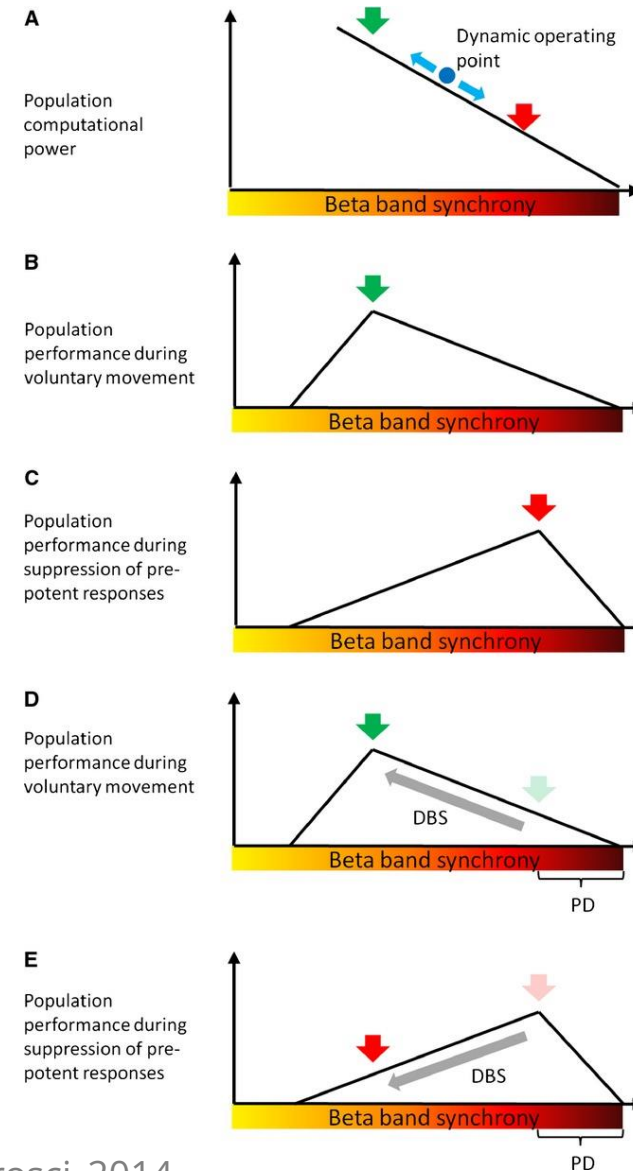 A
Population
computational
power
Dynamic operating
point
Beta band synchrony
B
Population
performance during
voluntary movement
Beta band synchrony
C
Population
performance during
suppression of pre-
potent responses
Beta band synchrony
D
Population
performance during
voluntary movement
DBS
Beta band synchrony
PD
E
Population
performance during
suppression of pre-
potent responses
DBS
Beta band synchrony
PD
2014